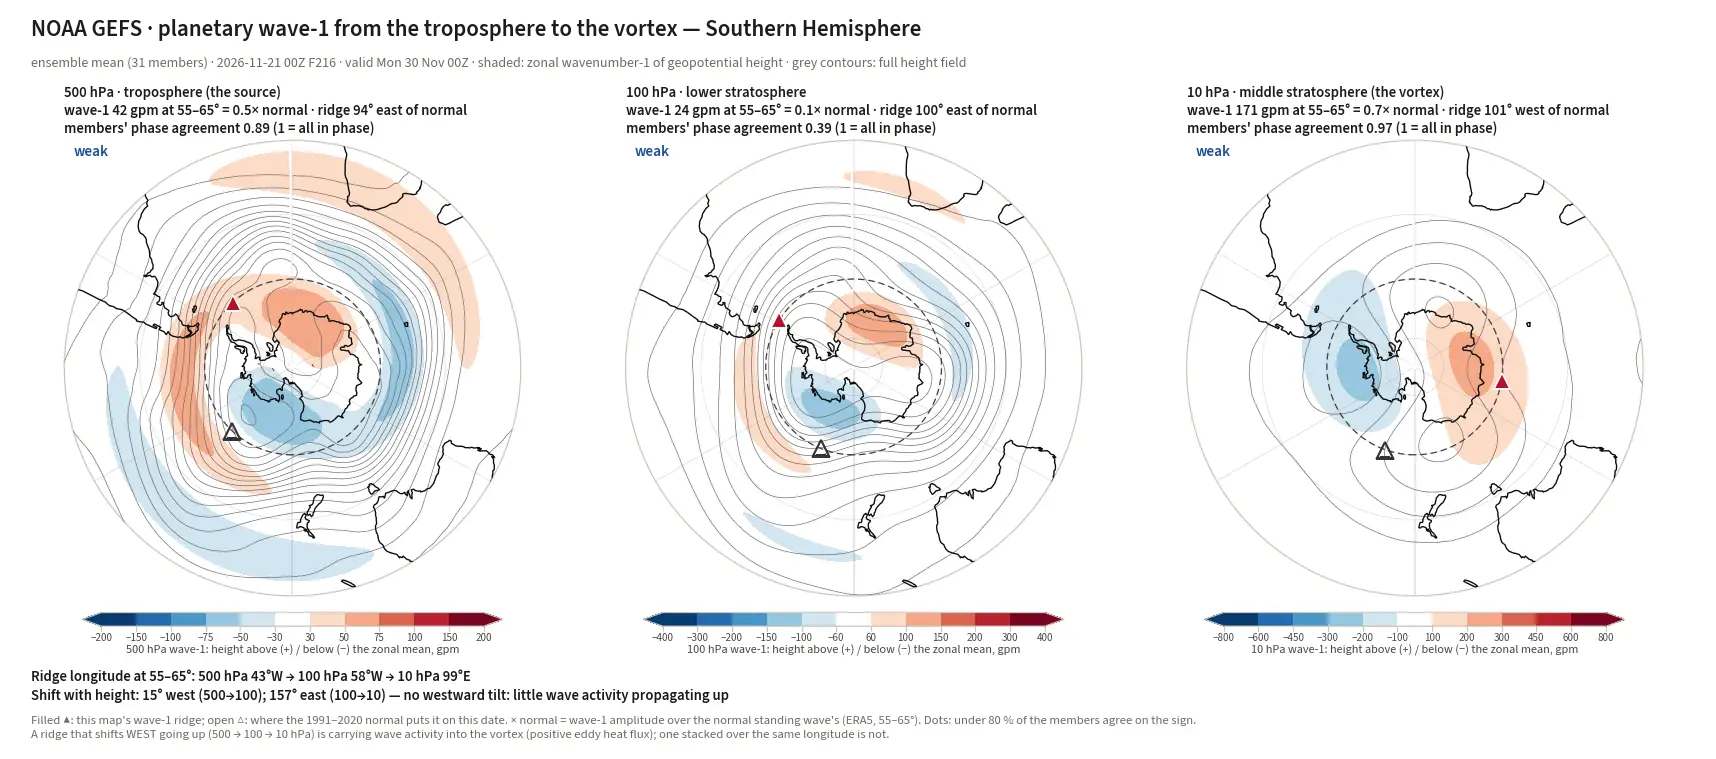 NOAA GEFS · planetary wave-1 from the troposphere to the vortex — Southern Hemisphere
ensemble mean (31 members) · 2026-11-21 00Z F216 · valid Mon 30 Nov 00Z · shaded: zonal wavenumber-1 of geopotential height · grey contours: full height field
500 hPa · troposphere (the source)
wave-1 42 gpm at 55–65° = 0.5× normal · ridge 94° east of normal
members' phase agreement 0.89 (1 = all in phase)
weak
100 hPa · lower stratosphere
wave-1 24 gpm at 55–65° = 0.1× normal · ridge 100° east of normal
members' phase agreement 0.39 (1 = all in phase)
weak
10 hPa · middle stratosphere (the vortex)
wave-1 171 gpm at 55–65° = 0.7× normal · ridge 101° west of normal
members' phase agreement 0.97 (1 = all in phase)
weak
−200 −150 −100 −75 −50 −30 30 50 75 100 150 200
500 hPa wave-1: height above (+) / below (−) the zonal mean, gpm
−400 −300 −200 −150 −100 −60 60 100 150 200 300 400
100 hPa wave-1: height above (+) / below (−) the zonal mean, gpm
−800 −600 −450 −300 −200 −100 100 200 300 450 600 800
10 hPa wave-1: height above (+) / below (−) the zonal mean, gpm
Ridge longitude at 55–65°: 500 hPa 43°W → 100 hPa 58°W → 10 hPa 99°E
Shift with height: 15° west (500→100); 157° east (100→10) — no westward tilt: little wave activity propagating up
Filled ▲: this map's wave-1 ridge; open △: where the 1991–2020 normal puts it on this date. × normal = wave-1 amplitude over the normal standing wave's (ERA5, 55–65°). Dots: under 80 % of the members agree on the sign.
A ridge that shifts WEST going up (500 → 100 → 10 hPa) is carrying wave activity into the vortex (positive eddy heat flux); one stacked over the same longitude is not.